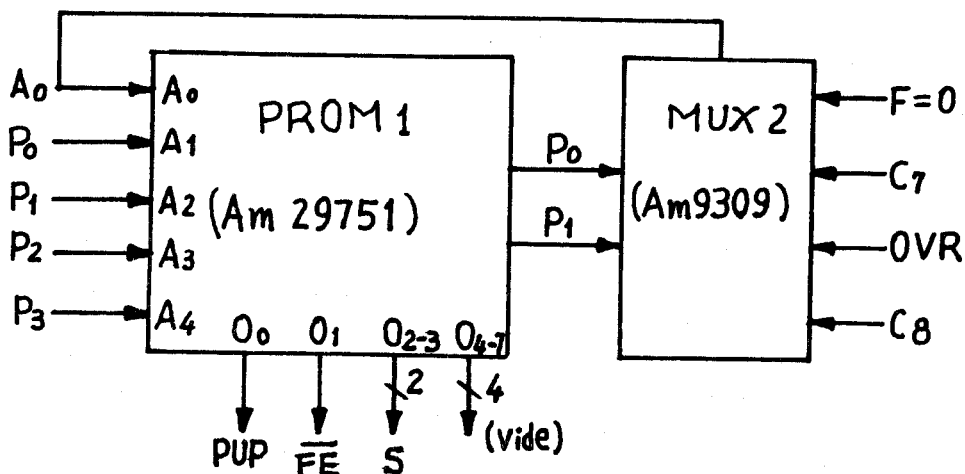 A₀ A₀ PROM 1 MUX 2 F=0
P₀ A₁ P₀
P₁ A₂ (Am 29751) (Am9309) C₇
P₂ A₃ P₁ OVR
P₃ A₄ O₀ O₁ O₂₋₃ O₄₋₇ C₈
2 4
PUP F̅E̅ S (vide)